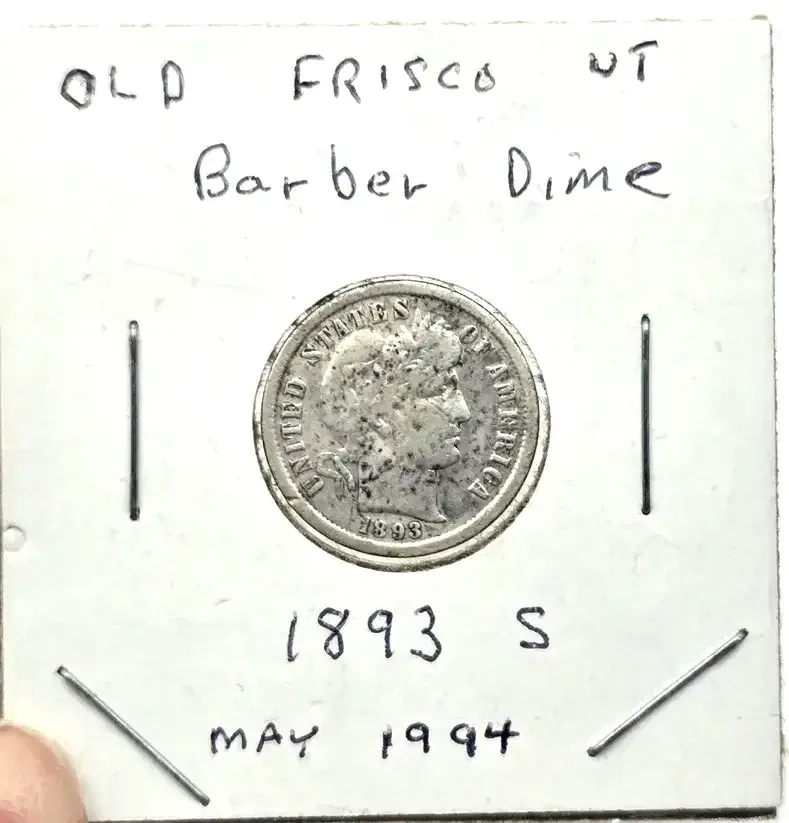 OLD FRISCO UT
Barber Dime
UNITED STATES OF AMERICA
1893
1893 S
MAY 1994